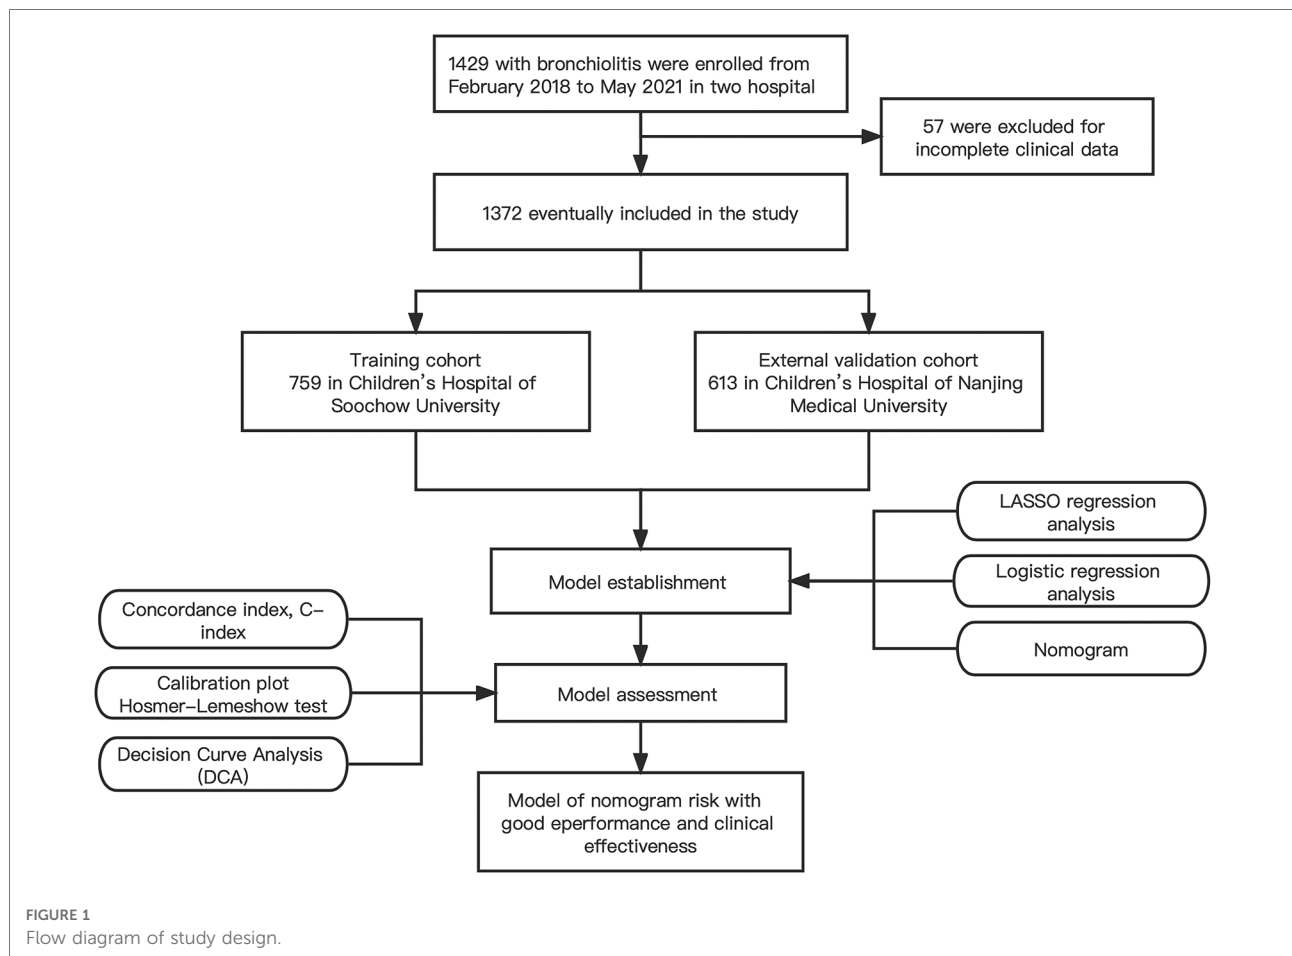 1429 with bronchiolitis were enrolled from
February 2018 to May 2021 in two hospital
57 were excluded for
incomplete clinical data
1372 eventually included in the study
Training cohort
759 in Children's Hospital of
Soochow University
External validation cohort
613 in Children's Hospital of Nanjing
Medical University
LASSO regression
analysis
Logistic regression
analysis
Nomogram
Model establishment
Concordance index, C–
index
Calibration plot
Hosmer–Lemeshow test
Decision Curve Analysis
(DCA)
Model assessment
Model of nomogram risk with
good eperformance and clinical
effectiveness
FIGURE 1
Flow diagram of study design.